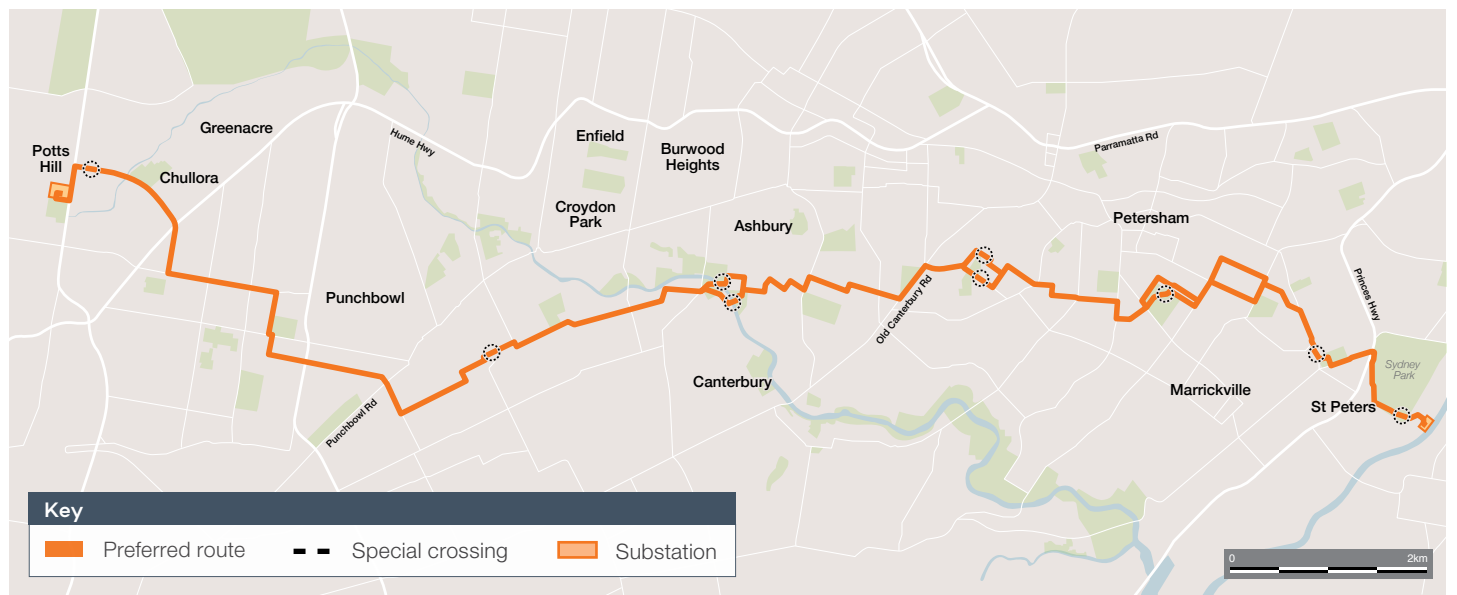 Greenacre
Hume Hwy
Enfield
Burwood
Heights
Parramatta Rd
Potts
Hill
Chullora
Croydon
Park
Ashbury
Petersham
Punchbowl
Old Canterbury Rd
Princes Hwy
Sydney
Park
Canterbury
Marrickville
St Peters
Punchbowl Rd
Key
Preferred route
Special crossing
Substation
0 2km